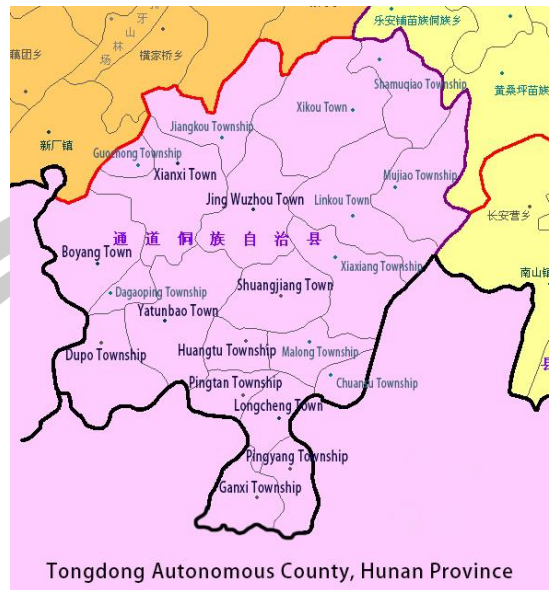 乐安铺苗族侗族乡
牙
山
林
场
藕团乡
横家桥乡
Shamuqiao Township
黄桑坪苗族
Xikou Town
Jiangkou Township
新厂镇
Guochong Township
Xianxi Town
Mujiao Township
Jing Wuzhou Town
Linkou Town
长安营乡
通道侗族自治县
Boyang Town
Xiaxiang Township
南山镇
Dagaoping Township
Shuangjiang Town
Yatunbao Town
Dupo Township
Huangtu Township
Malong Township
县
Pingtan Township
Chuansu Township
Longcheng Town
Pingyang Township
Ganxi Township
Tongdong Autonomous County, Hunan Province